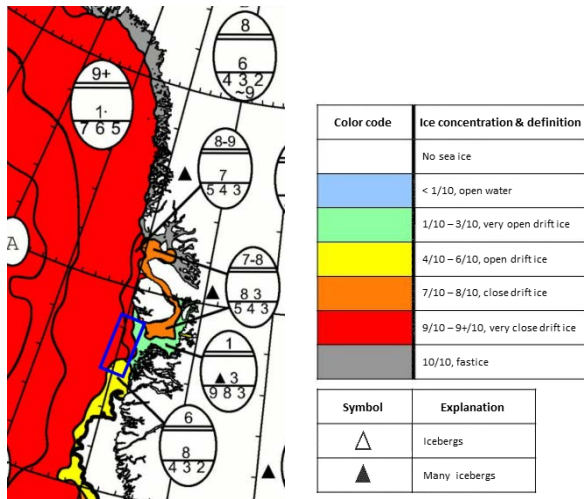 8
6
4 3 2
~9
9+
1·
7 6 5
8-9
7
5 4 3
A
7-8
8 3
5 4 3
1
▲ 3
9 8 3
6
8
4 3 2
Color code Ice concentration & definition
No sea ice
< 1/10, open water
1/10 – 3/10, very open drift ice
4/10 – 6/10, open drift ice
7/10 – 8/10, close drift ice
9/10 – 9+/10, very close drift ice
10/10, fast ice
Symbol Explanation
△ Icebergs
▲ Many icebergs